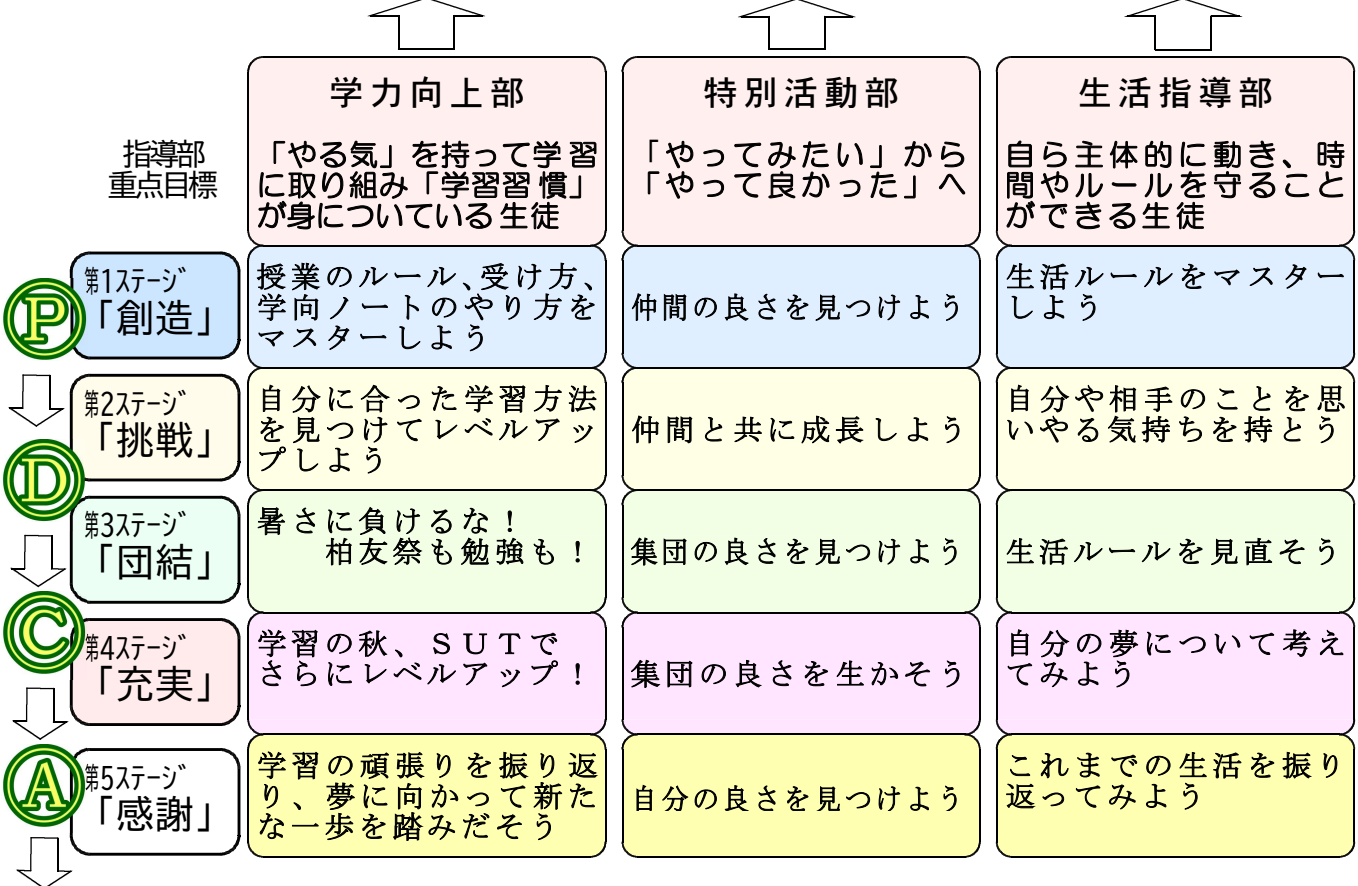 学力向上部
特別活動部
生活指導部
指導部
重点目標
「やる気」を持って学習
に取り組み「学習習慣」
が身についている生徒
「やってみたい」から
「やって良かった」へ
自ら主体的に動き、時
間やルールを守ること
ができる生徒
P
第1ｽﾃｰｼﾞ
「創造」
授業のルール、受け方、
学向ノートのやり方を
マスターしよう
仲間の良さを見つけよう
生活ルールをマスター
しよう
第2ｽﾃｰｼﾞ
「挑戦」
自分に合った学習方法
を見つけてレベルアッ
プしよう
仲間と共に成長しよう
自分や相手のことを思
いやる気持ちを持とう
D
第3ｽﾃｰｼﾞ
「団結」
暑さに負けるな！
柏友祭も勉強も！
集団の良さを見つけよう
生活ルールを見直そう
C
第4ｽﾃｰｼﾞ
「充実」
学習の秋、ＳＵＴで
さらにレベルアップ！
集団の良さを生かそう
自分の夢について考え
てみよう
A
第5ｽﾃｰｼﾞ
「感謝」
学習の頑張りを振り返
り、夢に向かって新た
な一歩を踏みだそう
自分の良さを見つけよう
これまでの生活を振り
返ってみよう